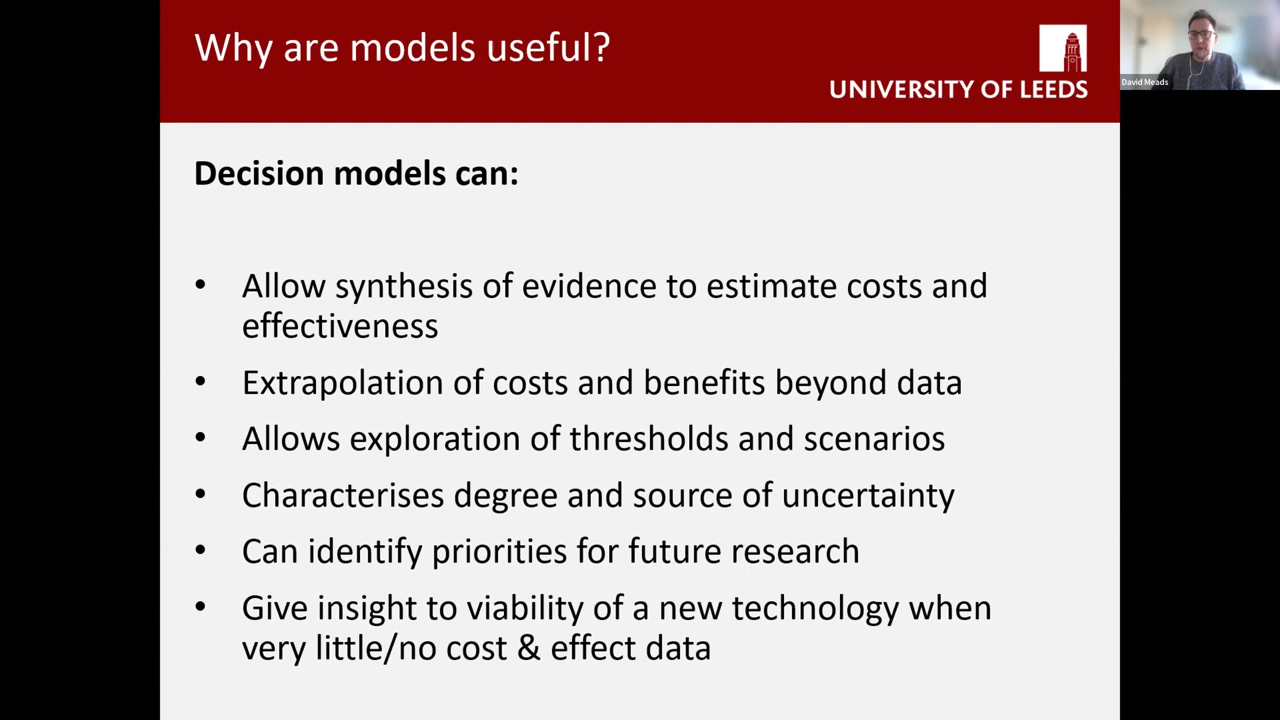 Why are models useful?
UNIVERSITY OF LEEDS
David Meads
Decision models can:
• Allow synthesis of evidence to estimate costs and
effectiveness
• Extrapolation of costs and benefits beyond data
• Allows exploration of thresholds and scenarios
• Characterises degree and source of uncertainty
• Can identify priorities for future research
• Give insight to viability of a new technology when
very little/no cost & effect data